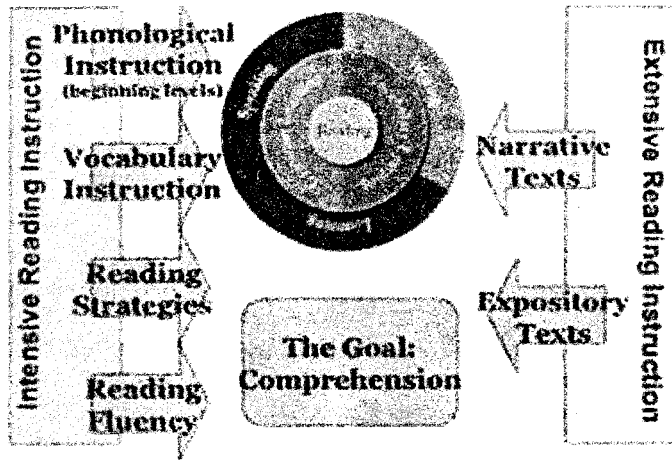 Intensive Reading Instruction
Phonological
Instruction
(beginning levels)
Vocabulary
Instruction
Reading
Strategies
Reading
Fluency
Reading
The Goal:
Comprehension
Narrative
Texts
Expository
Texts
Extensive Reading Instruction